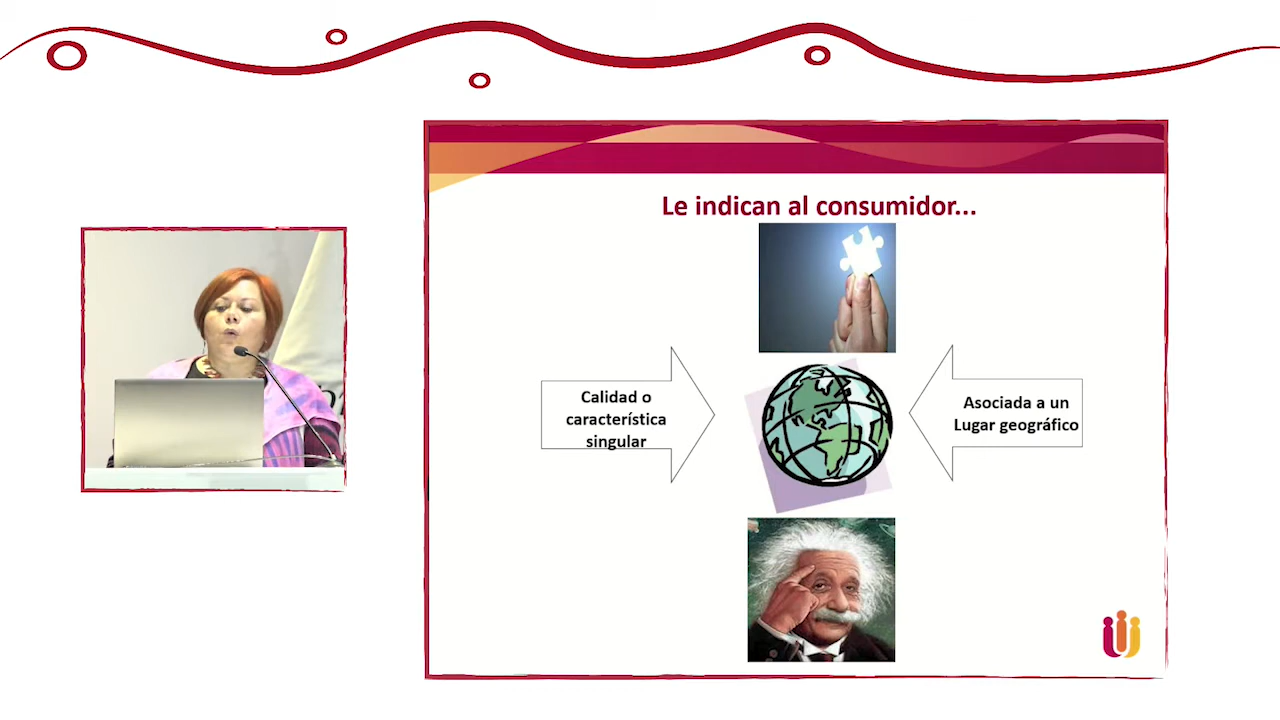 Le indican al consumidor...
Calidad o
característica
singular
Asociada a un
Lugar geográfico